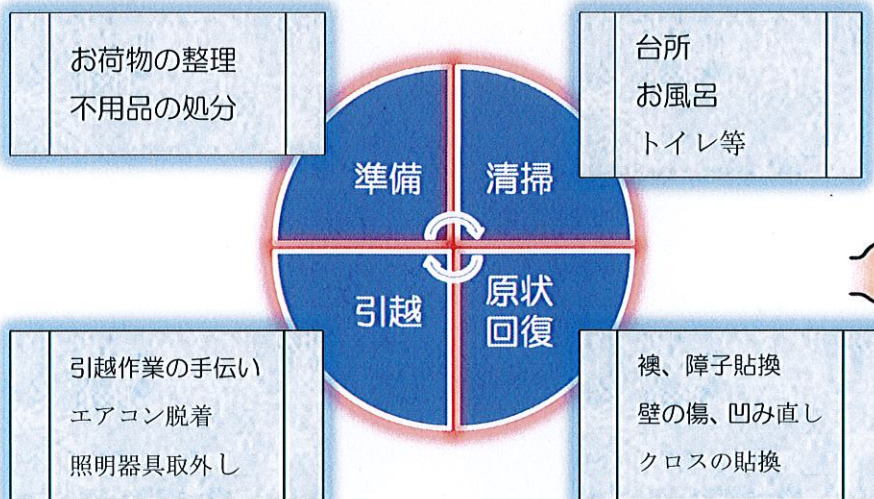 お荷物の整理
不用品の処分
台所
お風呂
トイレ等
準備
清掃
引越
原状
回復
引越作業の手伝い
エアコン脱着
照明器具取外し
襖、障子貼換
壁の傷、凹み直し
クロスの貼換